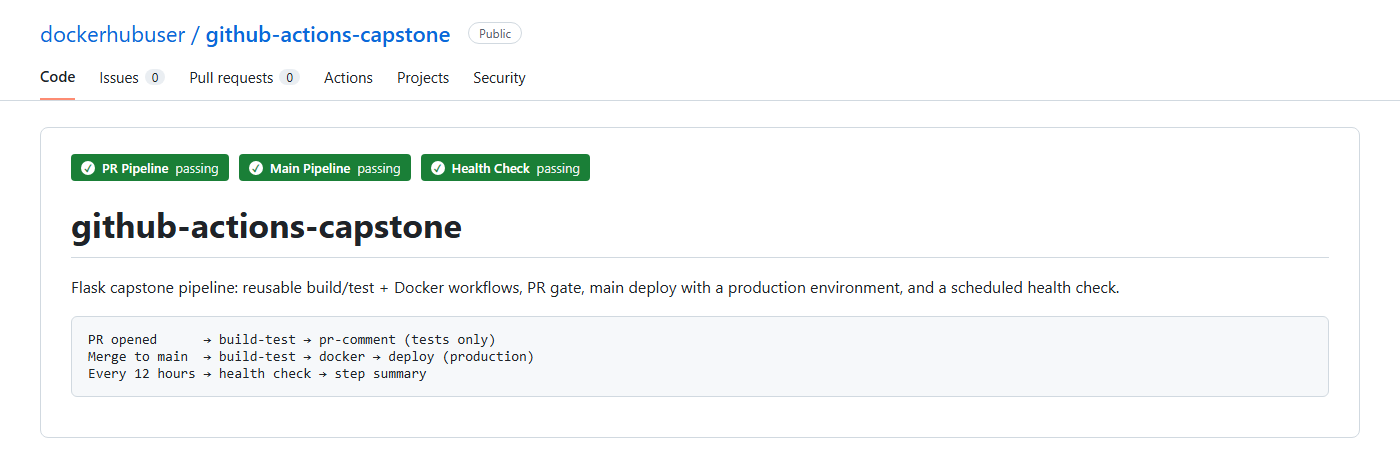 dockerhubuser / github-actions-capstone Public
Code Issues 0 Pull requests 0 Actions Projects Security
PR Pipeline passing Main Pipeline passing Health Check passing
github-actions-capstone
Flask capstone pipeline: reusable build/test + Docker workflows, PR gate, main deploy with a production environment, and a scheduled health check.
PR opened → build-test → pr-comment (tests only)
Merge to main → build-test → docker → deploy (production)
Every 12 hours → health check → step summary